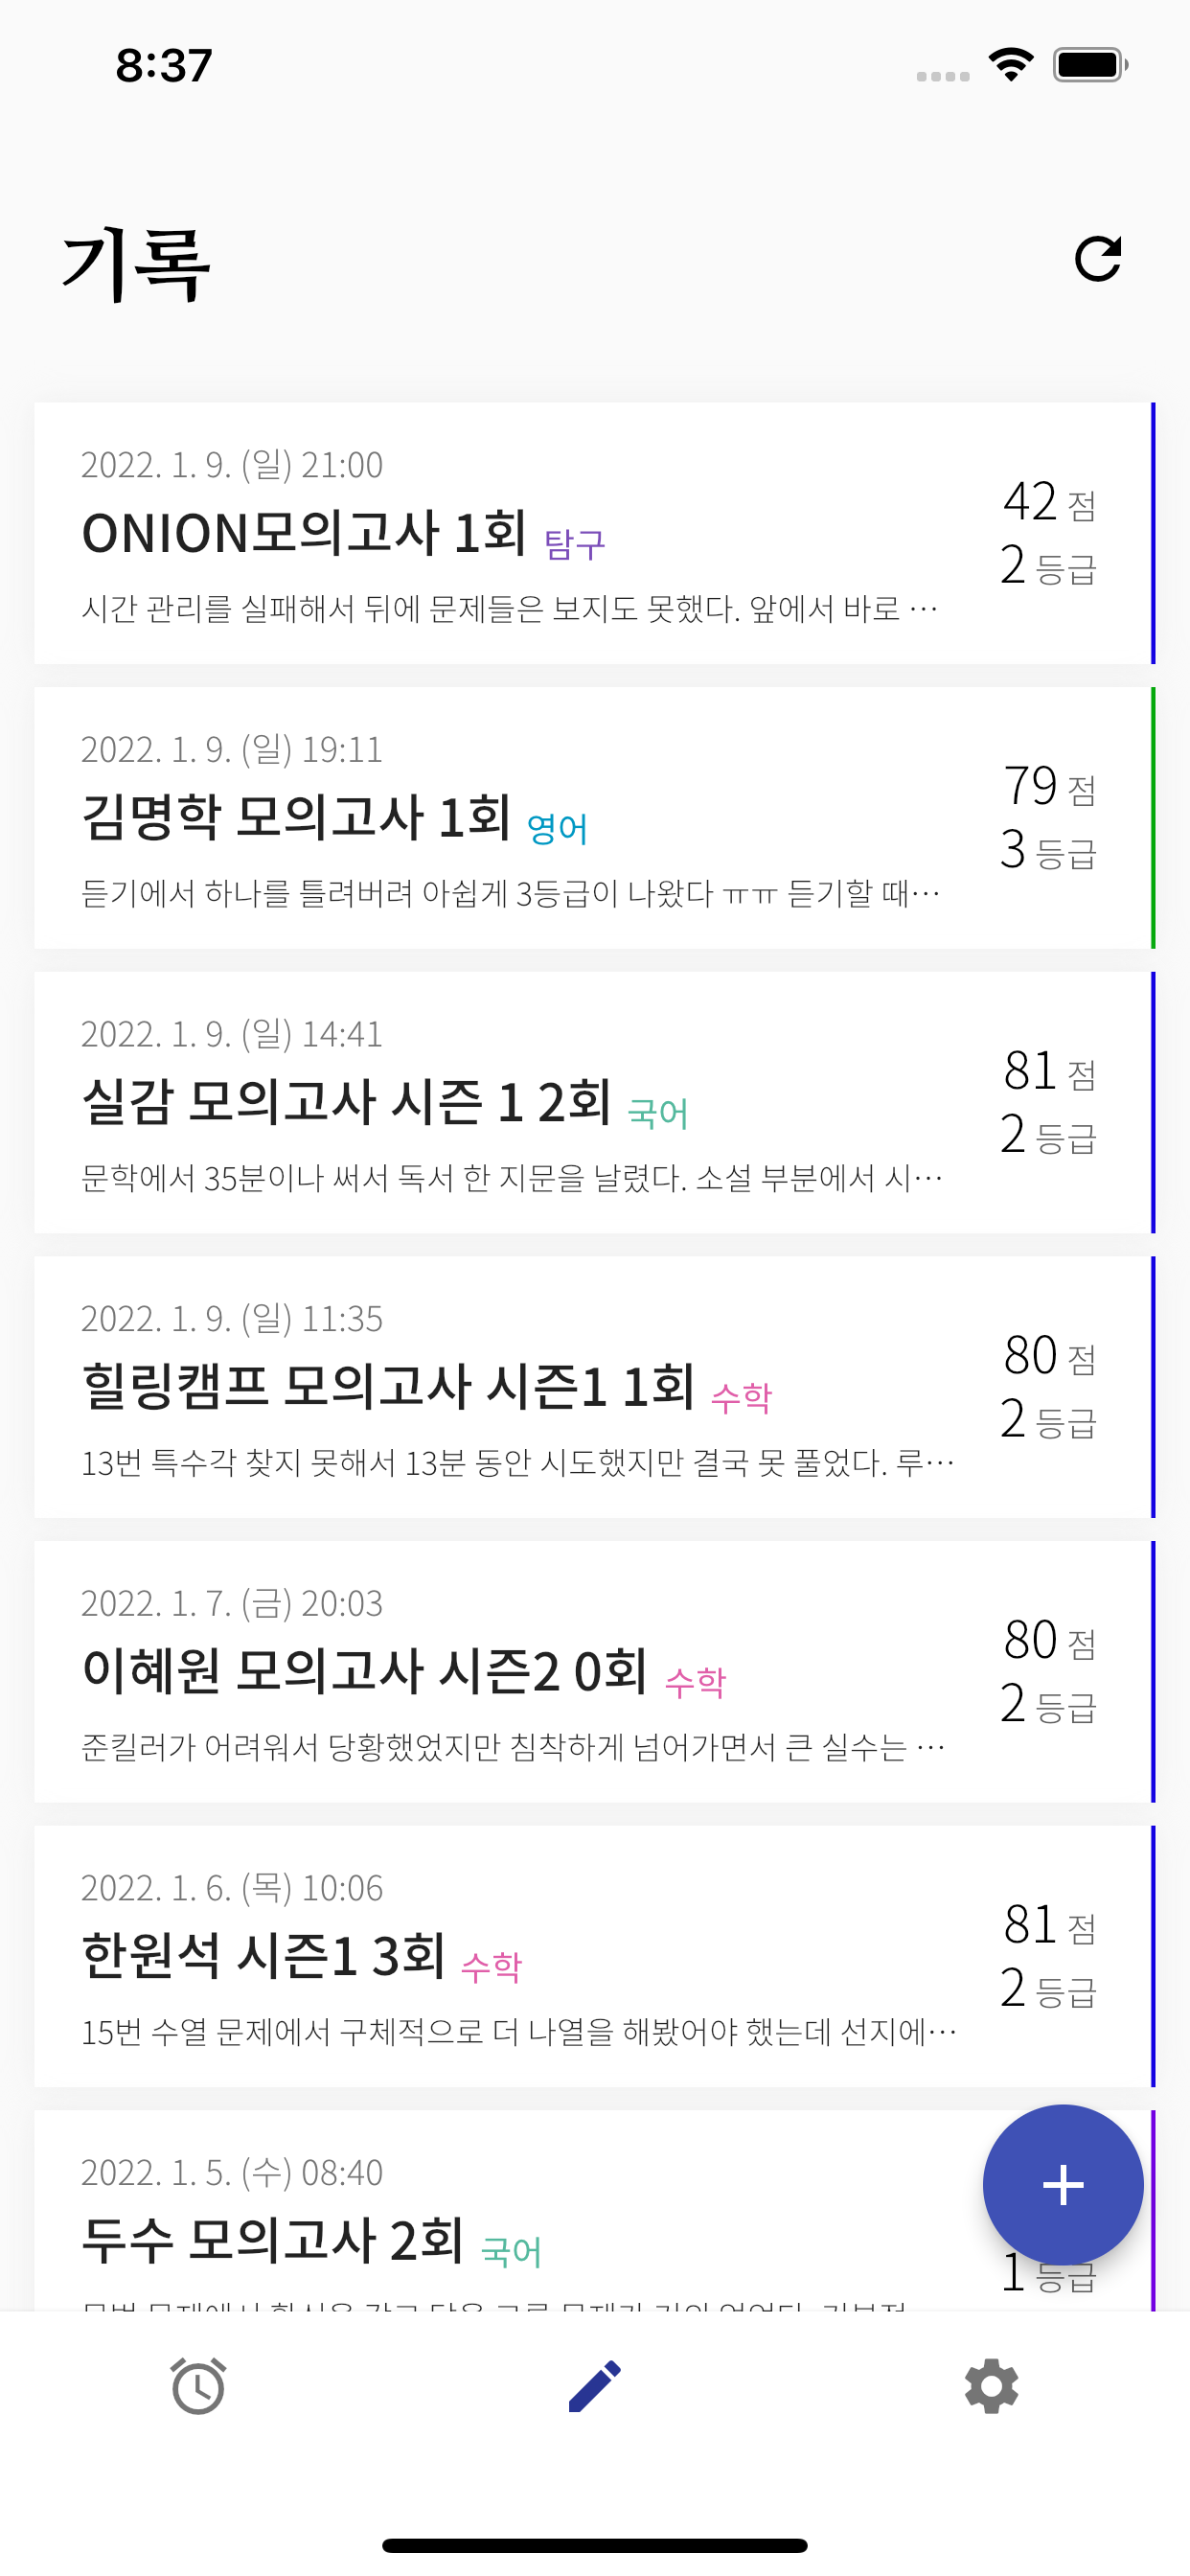 8:37
기록
2022. 1. 9. (일) 21:00
ONION모의고사 1회 탐구
시간 관리를 실패해서 뒤에 문제들은 보지도 못했다. 앞에서 바로 …
42 점
2 등급
2022. 1. 9. (일) 19:11
김명학 모의고사 1회 영어
듣기에서 하나를 틀려버려 아쉽게 3등급이 나왔다 ㅠㅠ 듣기할 때…
79 점
3 등급
2022. 1. 9. (일) 14:41
실감 모의고사 시즌 1 2회 국어
문학에서 35분이나 써서 독서 한 지문을 날렸다. 소설 부분에서 시…
81 점
2 등급
2022. 1. 9. (일) 11:35
힐링캠프 모의고사 시즌1 1회 수학
13번 특수각 찾지 못해서 13분 동안 시도했지만 결국 못 풀었다. 루…
80 점
2 등급
2022. 1. 7. (금) 20:03
이혜원 모의고사 시즌2 0회 수학
준킬러가 어려워서 당황했었지만 침착하게 넘어가면서 큰 실수는 …
80 점
2 등급
2022. 1. 6. (목) 10:06
한원석 시즌1 3회 수학
15번 수열 문제에서 구체적으로 더 나열을 해봤어야 했는데 선지에…
81 점
2 등급
2022. 1. 5. (수) 08:40
두수 모의고사 2회 국어
1 등급